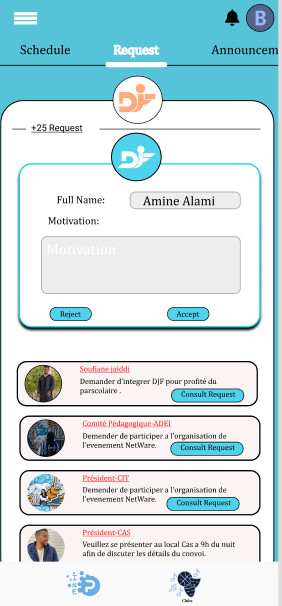 B
Schedule Request Announcem
DJF
+25 Request
DJF
Full Name: Amine Alami
Motivation:
Motivation
Reject Accept
Soufiane jaiddi
Demander d'integrer DJF pour profité du
parscolaire .
Consult Request
Comité Pédagogique-ADEI
Demender de participer a l'organisation de
l'evenement NetWare.
Consult Request
Président-CIT
Demender de participer a l'organisation de
l'evenement NetWare.
Consult Request
Président-CAS
Veuillez se présenter au local Cas a 9h du nuit
afin de discuter les détails du convoi.
INE
P
Clubs